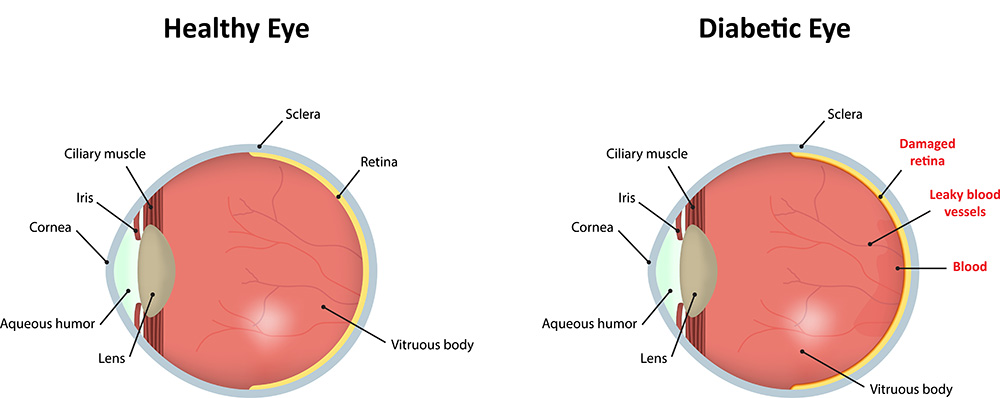 Healthy Eye
Sclera
Ciliary muscle
Retina
Iris
Cornea
Aqueous humor
Lens
Vitruous body
Diabetic Eye
Sclera
Ciliary muscle
Damaged
retina
Iris
Leaky blood
vessels
Cornea
Blood
Aqueous humor
Lens
Vitruous body